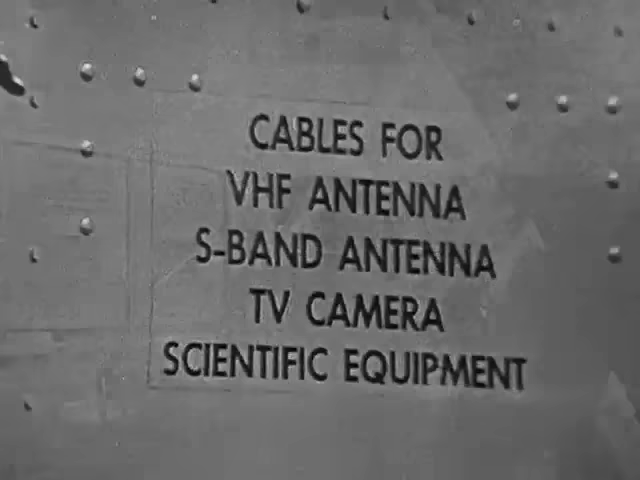 CABLES FOR
VHF ANTENNA
S-BAND ANTENNA
TV CAMERA
SCIENTIFIC EQUIPMENT